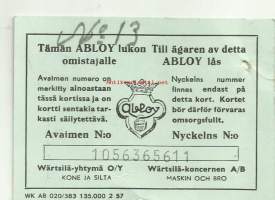 No 13
Tämän ABLOY lukon Till ägaren av detta
omistajalle ABLOY lås
Avaimen numero on
merkitty ainoastaan
tässä kortissa ja on
kortti sentakia tar-
kasti säilytettävä.
Abloy
Nyckelns nummer
finnes endast på
detta kort. Kortet
bör därför förvaras
omsorgsfullt.
Avaimen N:o Nyckelns N:o
1056365611
Wärtsilä-yhtymä O/Y Wärtsilä-koncernen A/B
KONE JA SILTA MASKIN OCH BRO
WK AB 020/383 135.000 2 57